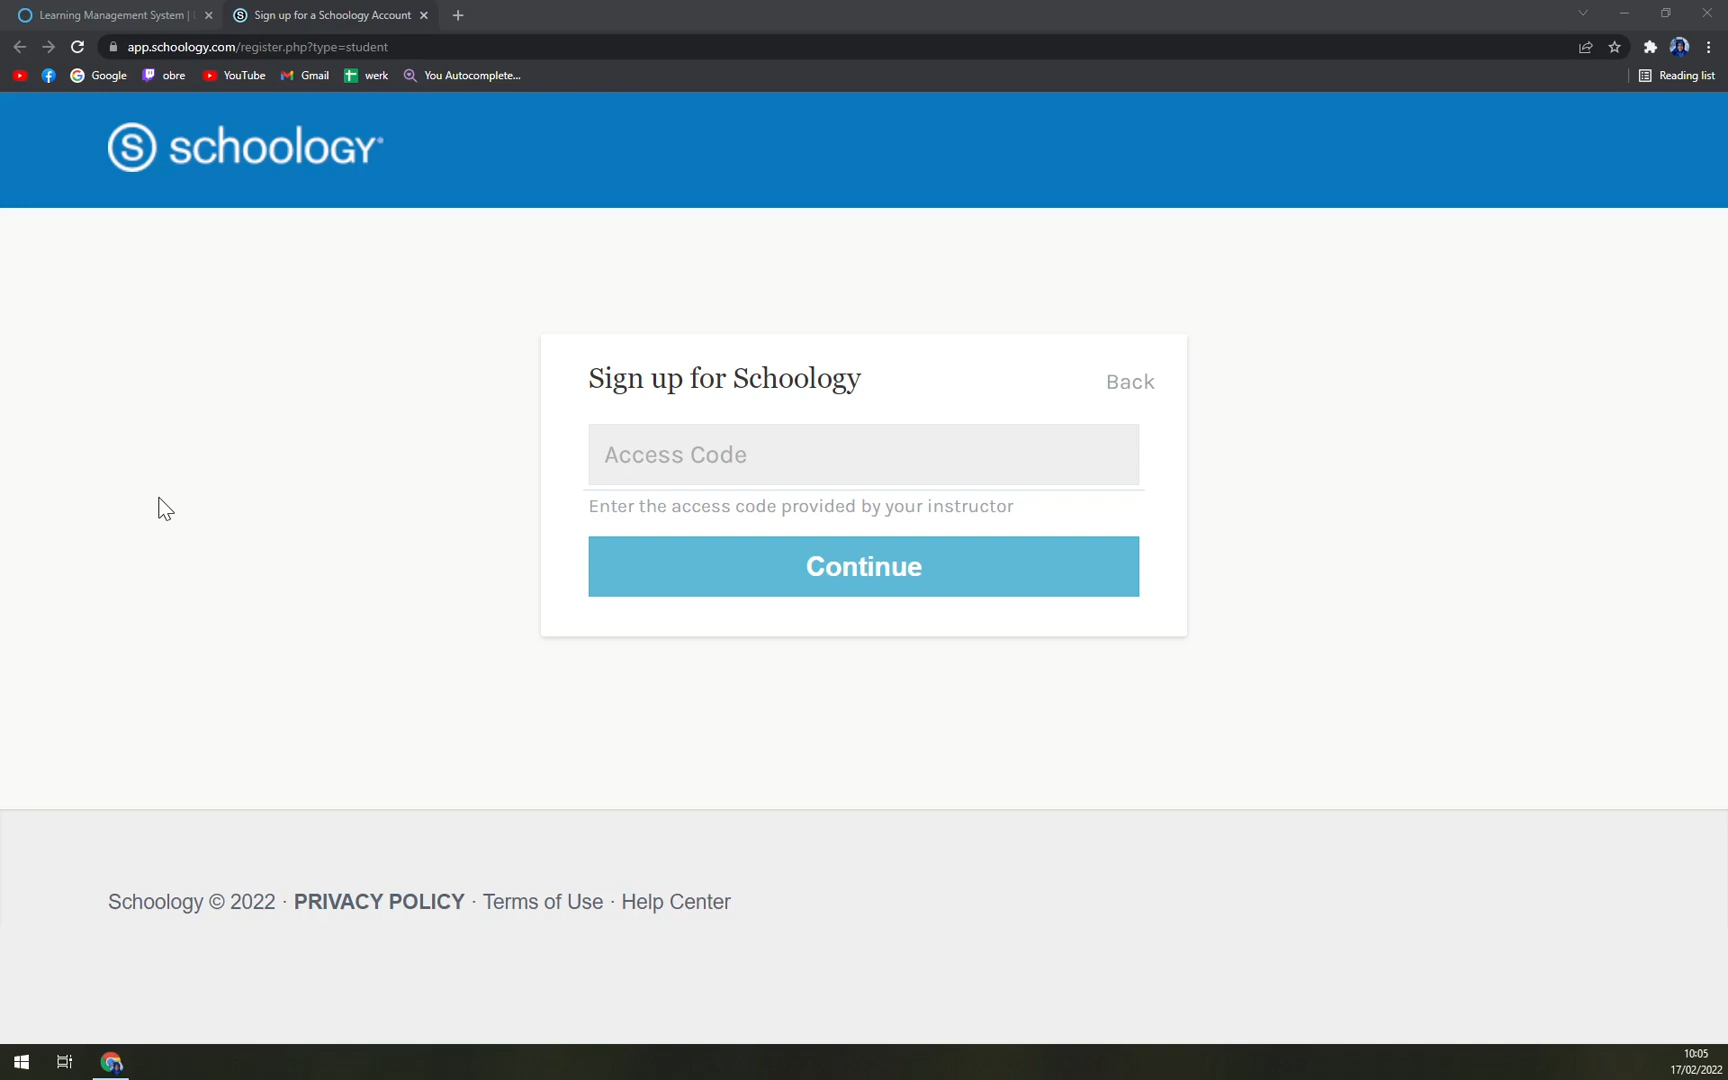 Learning Management System |
Sign up for a Schoology Account
app.schoology.com/register.php?type=student
Google
obre
YouTube
Gmail
werk
You Autocomplete...
Reading list
schoology®
Sign up for Schoology
Back
Access Code
Enter the access code provided by your instructor
Continue
Schoology © 2022 · PRIVACY POLICY · Terms of Use · Help Center
10:05
17/02/2022